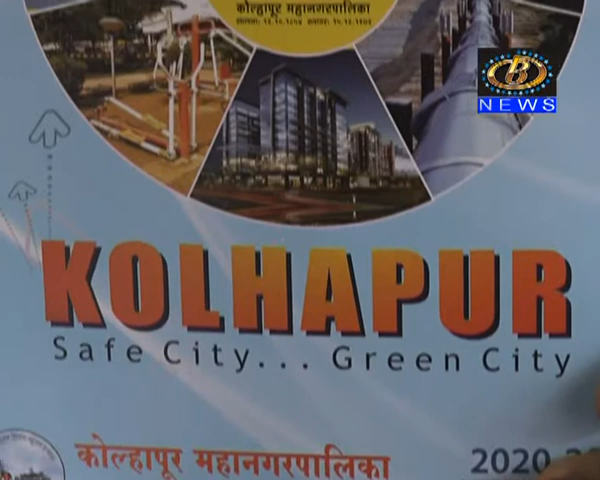 कोल्हापूर महानगरपालिका
B
NEWS
KOLHAPUR
Safe City... Green City
कोल्हापूर महानगरपालिका
2020-